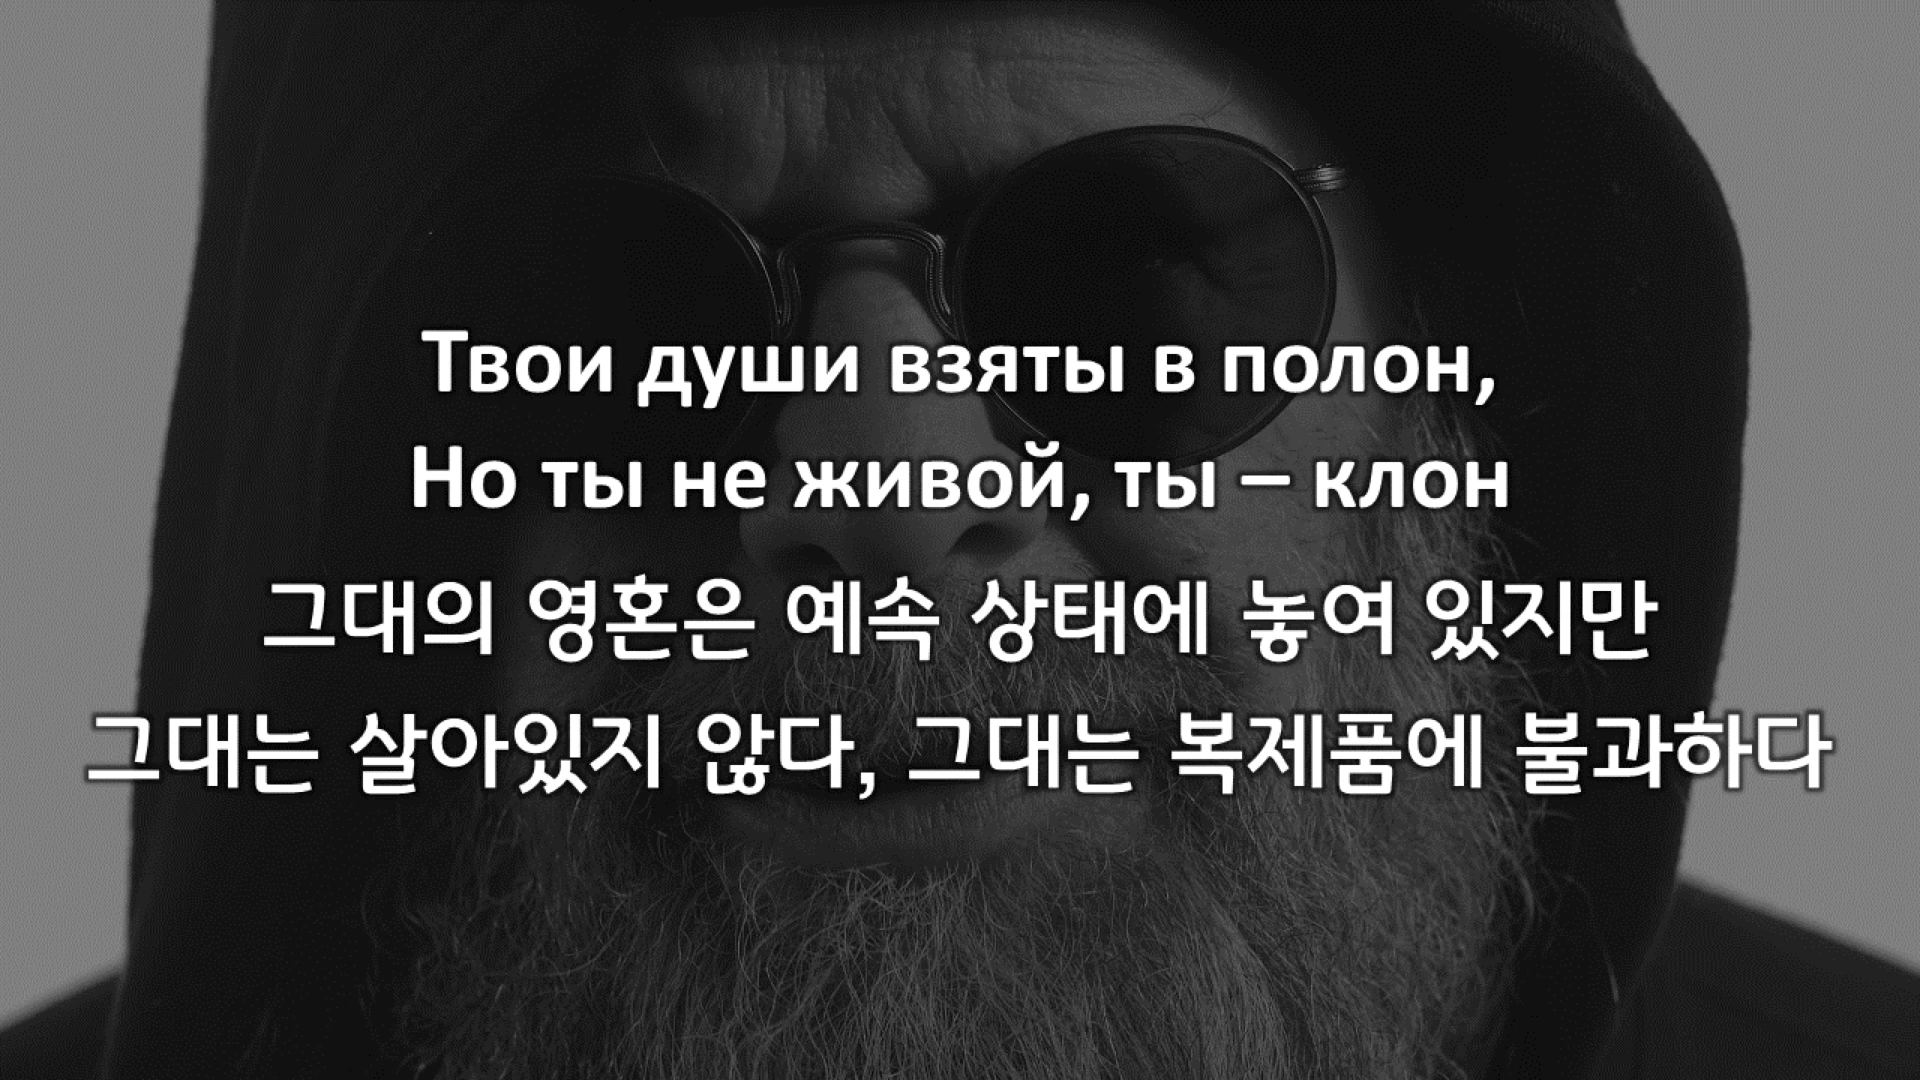 Твои души взяты в полон,
Но ты не живой, ты – клон
그대의 영혼은 예속 상태에 놓여 있지만
그대는 살아있지 않다, 그대는 복제품에 불과하다